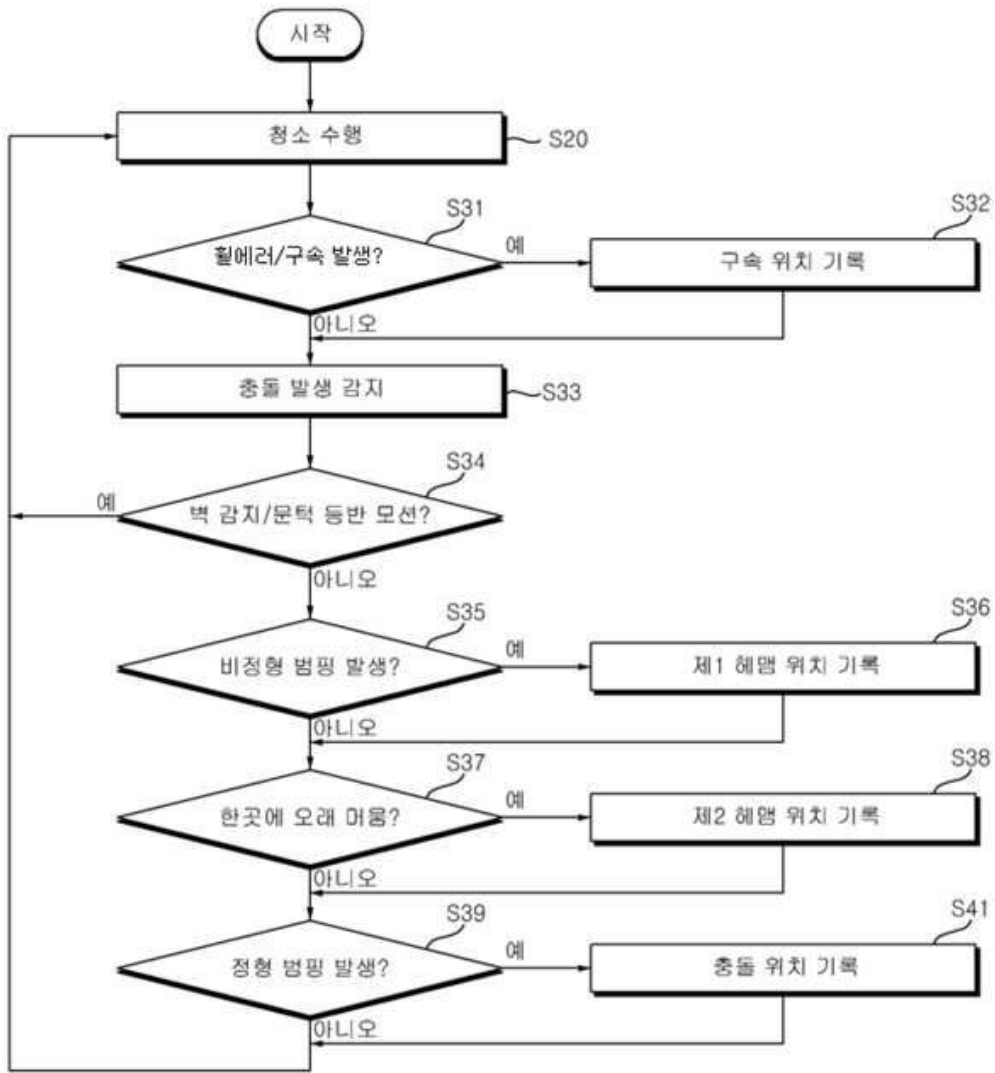 시작
청소 수행
S20
S31
휠에러/구속 발생?
예
S32
구속 위치 기록
아니오
충돌 발생 감지
S33
S34
예
벽 감지/문턱 등반 모션?
아니오
S35
비정형 범핑 발생?
예
S36
제1 헤맴 위치 기록
아니오
S37
한곳에 오래 머뭄?
예
S38
제2 헤맴 위치 기록
아니오
S39
정형 범핑 발생?
예
S41
충돌 위치 기록
아니오